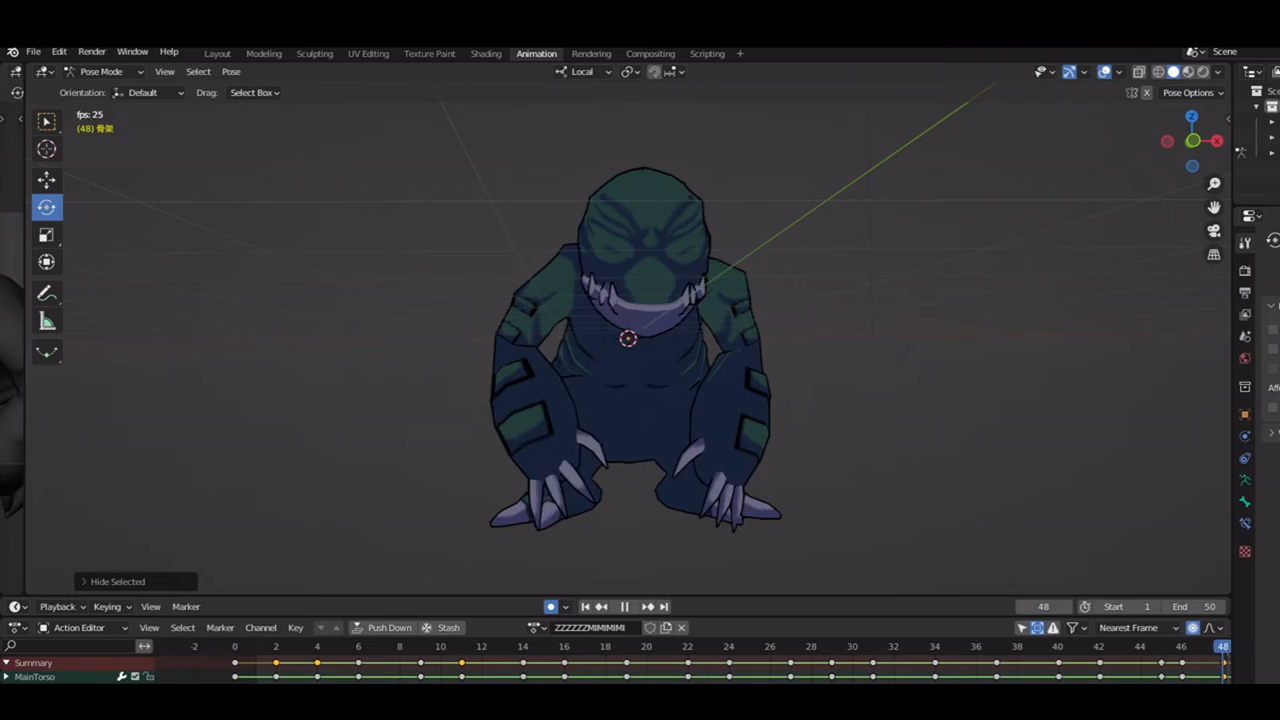 File Edit Render Window Help Layout Modeling Sculpting UV Editing Texture Paint Shading Animation Rendering Compositing Scripting + Scene
Pose Mode View Select Pose Local
Orientation: Default Drag: Select Box X Pose Options
fps: 25
(48) 骨架
Z
X
Hide Selected
Playback Keying View Marker 48 Start 1 End 50
Action Editor View Select Marker Channel Key Push Down Stash ZZZZZZMIMIMIMI Nearest Frame
-2 0 2 4 6 8 10 12 14 16 18 20 22 24 26 28 30 32 34 36 38 40 42 44 46 48
Summary
MainTorso